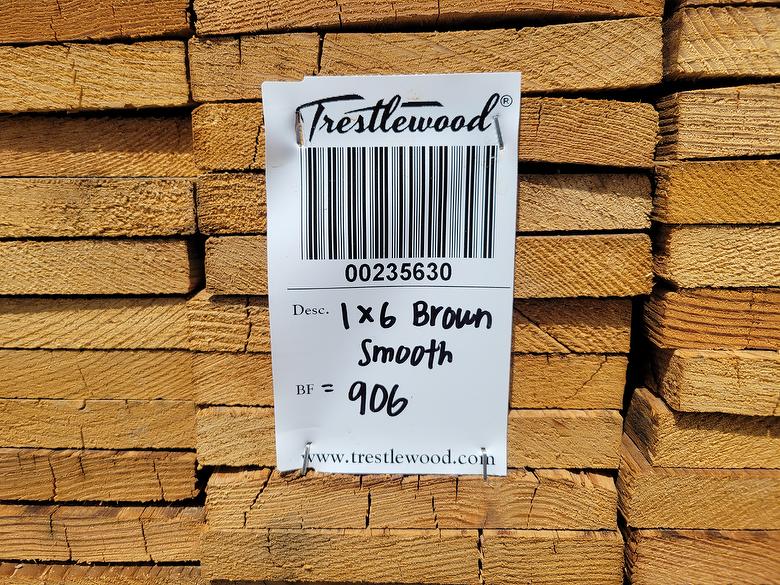 Trestlewood®
00235630
Desc. 1x6 Brown
Smooth
BF = 906
www.trestlewood.com